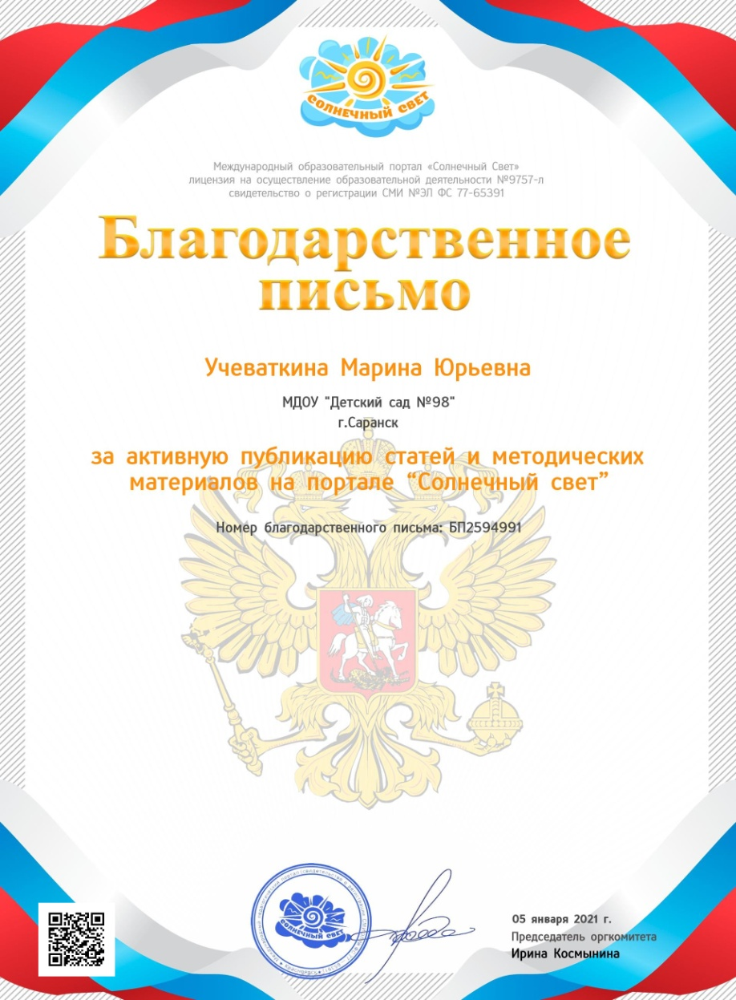 СОЛНЕЧНЫЙ СВЕТ
Международный образовательный портал «Солнечный Свет»
лицензия на осуществление образовательной деятельности №9757-л
свидетельство о регистрации СМИ №ЭЛ ФС 77-65391
Благодарственное
письмо
Учеваткина Марина Юрьевна
МДОУ "Детский сад №98"
г.Саранск
за активную публикацию статей и методических
материалов на портале “Солнечный свет”
Номер благодарственного письма: БП2594991
СОЛНЕЧНЫЙ СВЕТ
05 января 2021 г.
Председатель оргкомитета
Ирина Космынина